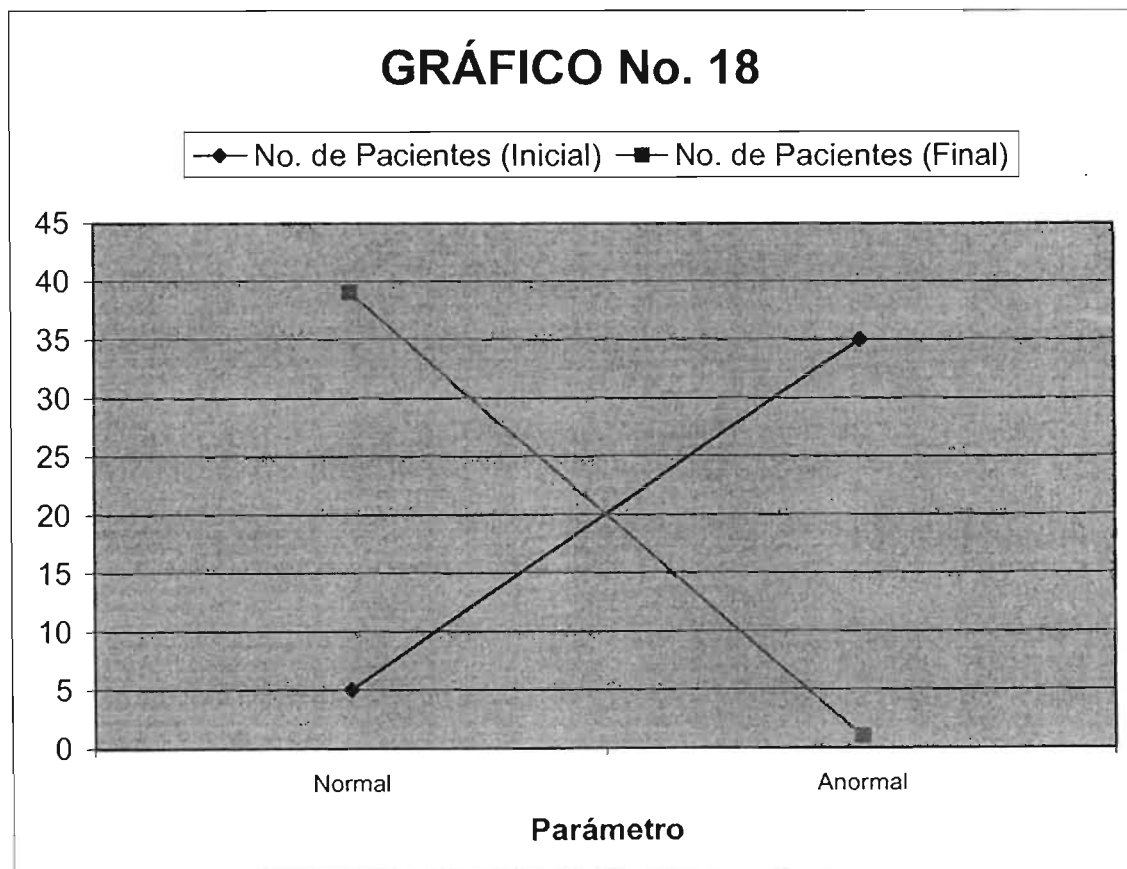 GRÁFICO No. 18
No. de Pacientes (Inicial) No. de Pacientes (Final)
45
40
35
30
25
20
15
10
5
0
Normal Anormal
Parámetro